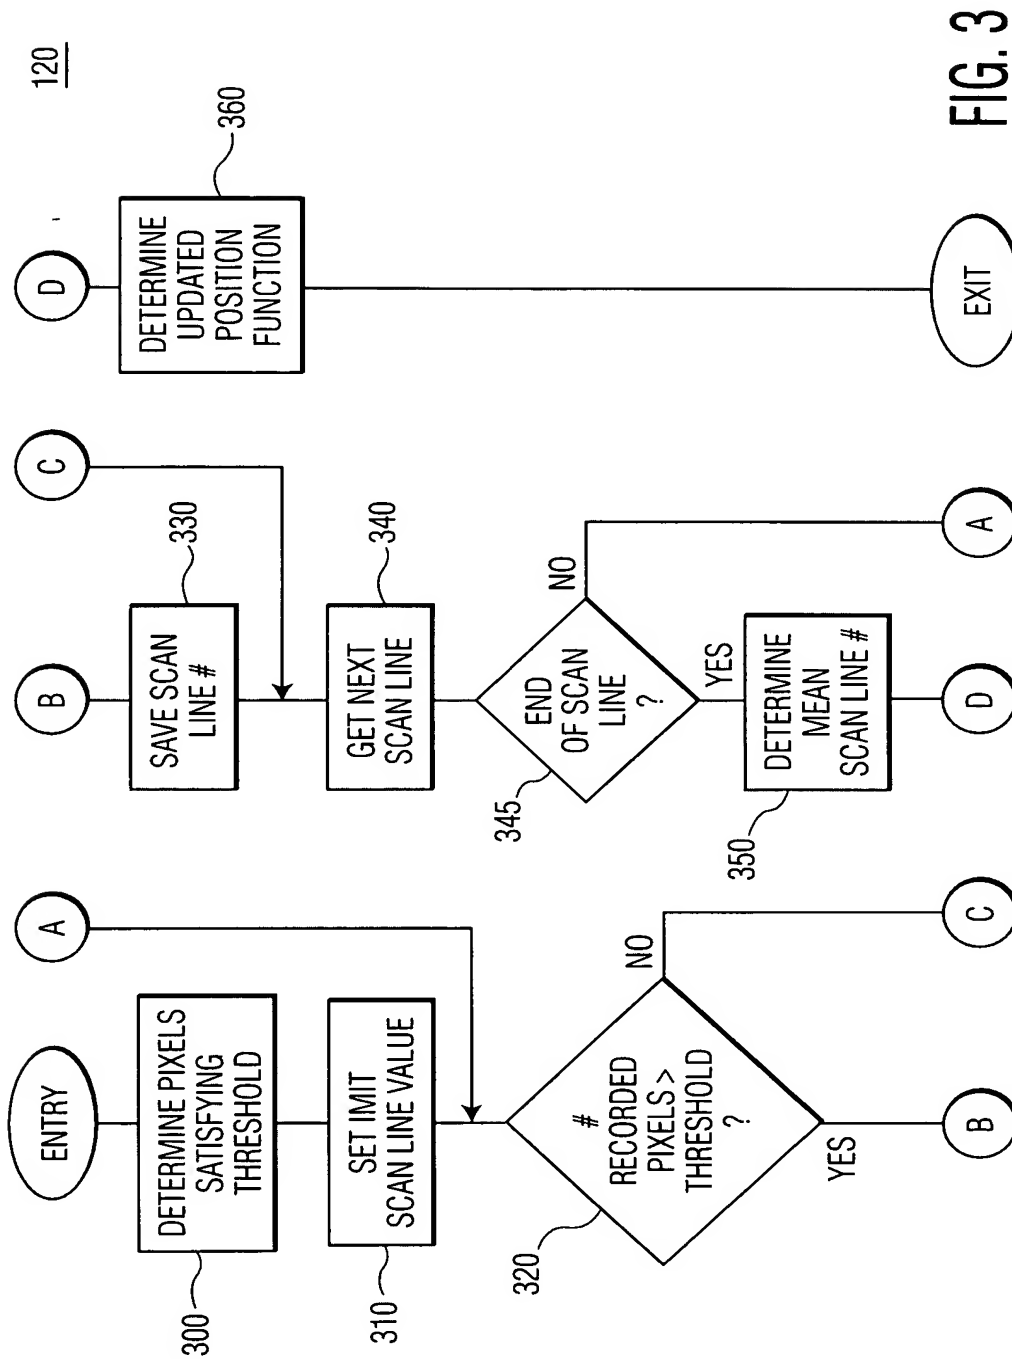 120
ENTRY
DETERMINE PIXELS
SATISFYING
THRESHOLD
300
SET IMIT
SCAN LINE VALUE
310
A
#
RECORDED
PIXELS >
THRESHOLD
?
320
NO
C
YES
B
B
SAVE SCAN
LINE #
330
C
GET NEXT
SCAN LINE
340
END
OF SCAN
LINE
?
345
NO
A
YES
DETERMINE
MEAN
SCAN LINE #
350
D
D
DETERMINE
UPDATED
POSITION
FUNCTION
360
EXIT
FIG. 3